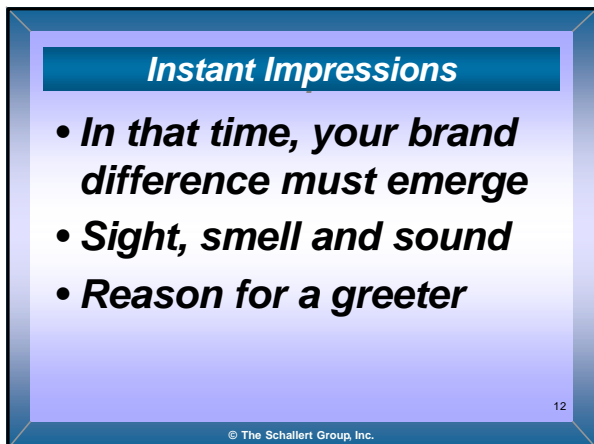 Instant Impressions
• In that time, your brand
difference must emerge
• Sight, smell and sound
• Reason for a greeter
12
© The Schallert Group, Inc.